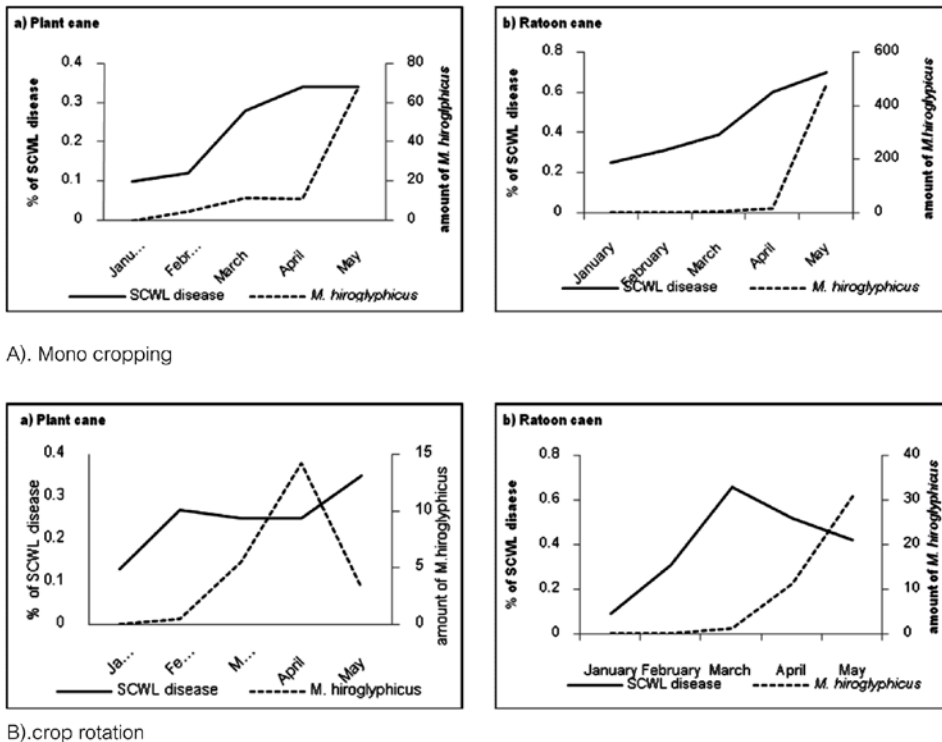 a) Plant cane
% of SCWL disease
0.4
0.3
0.2
0.1
0
80
60
40
20
0
amount of M. hiroglphicus
Janu...
Febr...
March
April
May
SCWL disease
M. hiroglyphicus
b) Ratoon cane
% of SCWL disease
0.8
0.6
0.4
0.2
0
600
400
200
0
amount of M.hiroglyphicus
January
February
March
April
May
SCWL disease
M. hiroglyphicus
A). Mono cropping
a) Plant cane
% of SCWL disease
0.4
0.3
0.2
0.1
0
15
10
5
0
amount of M.hiroglyphicus
Ja...
Fe...
M...
April
May
SCWL disease
M. hiroglyphicus
b) Ratoon caen
% of SCWL disaese
0.8
0.6
0.4
0.2
0
40
30
20
10
0
amount of M. hiroglyphicus
January February March April May
SCWL disease
M. hiroglyphicus
B).crop rotation